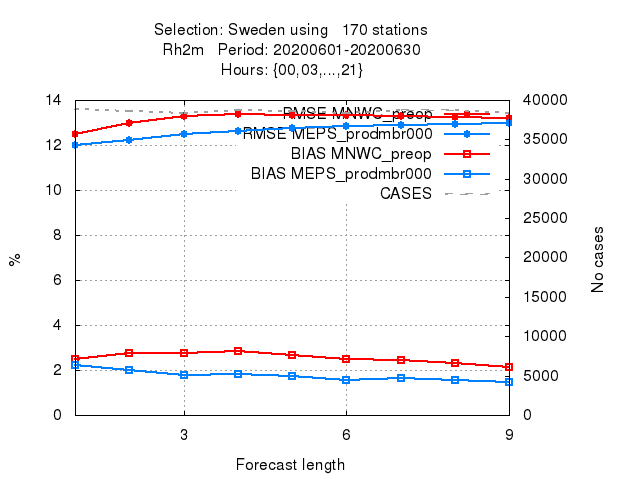 Selection: Sweden using 170 stations
Rh2m Period: 20200601-20200630
Hours: {00,03,...,21}
14
12
10
8
6
4
2
0
%
40000
35000
30000
25000
20000
15000
10000
5000
0
No cases
RMSE MNWC_preop
RMSE MEPS_prodmbr000
BIAS MNWC_preop
BIAS MEPS_prodmbr000
CASES
3
6
9
Forecast length